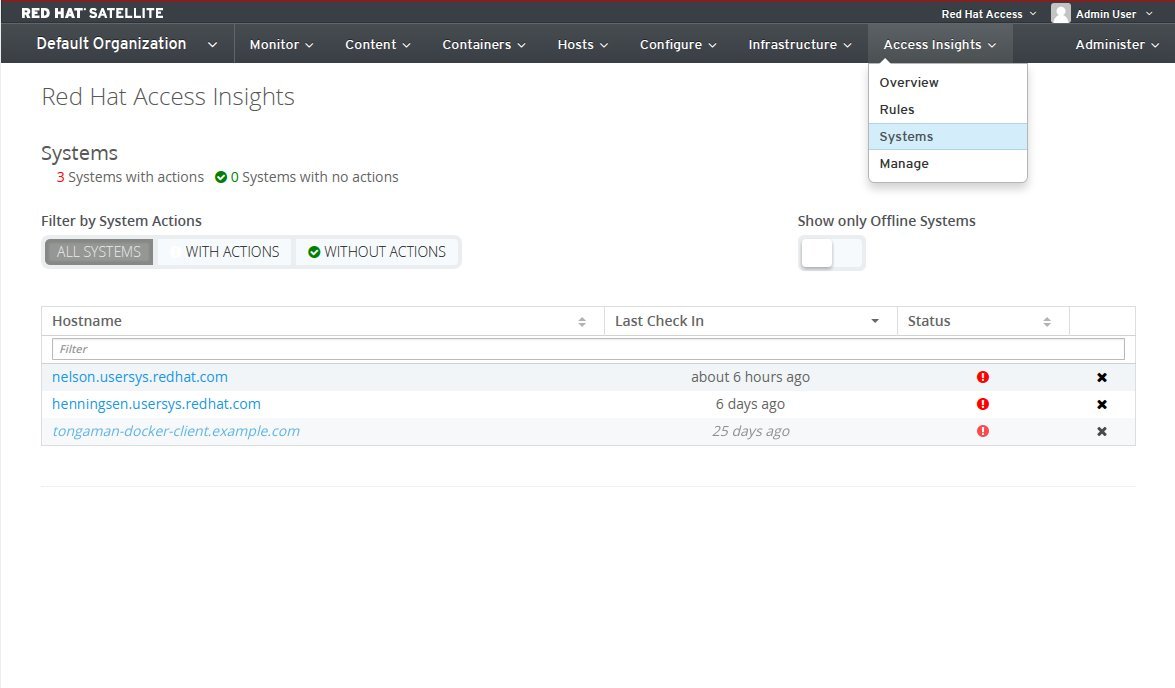 RED HAT SATELLITE
Red Hat Access Admin User
Default Organization Monitor Content Containers Hosts Configure Infrastructure Access Insights Administer
Overview
Rules
Systems
Manage
Red Hat Access Insights
Systems
3 Systems with actions 0 Systems with no actions
Filter by System Actions Show only Offline Systems
ALL SYSTEMS WITH ACTIONS WITHOUT ACTIONS
Hostname Last Check In Status
Filter
nelson.usersys.redhat.com about 6 hours ago
henningsen.usersys.redhat.com 6 days ago
tongaman-docker-client.example.com 25 days ago